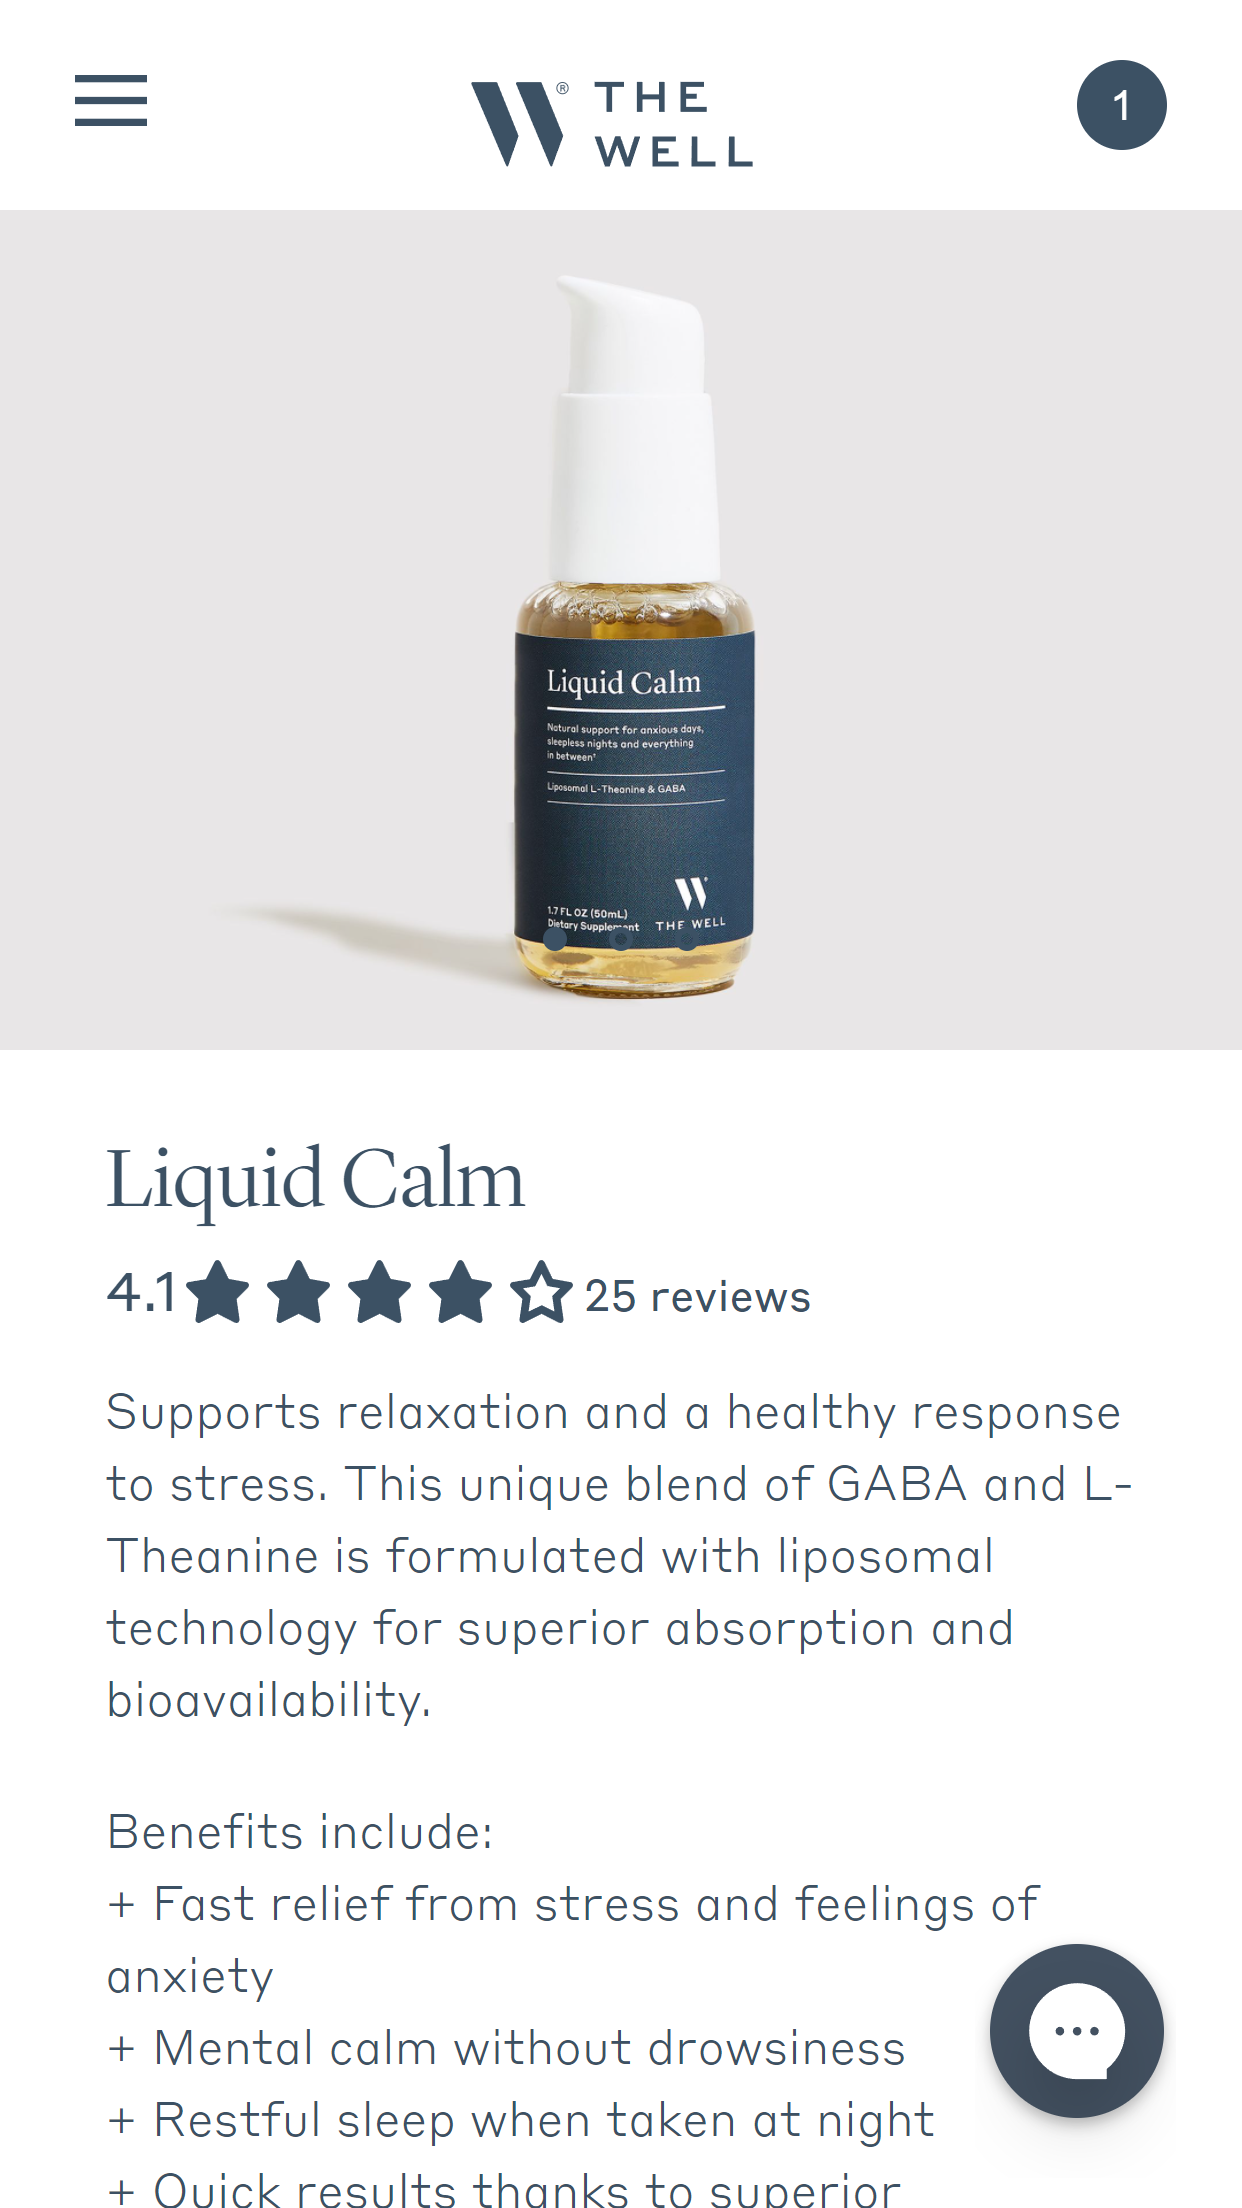 THE
WELL
®
1
Liquid Calm
Natural support for anxious days,
sleepless nights and everything
in between†
Liposomal L-Theanine & GABA
1.7 FL OZ (50mL)
Dietary Supplement
THE WELL
Liquid Calm
4.1 25 reviews
Supports relaxation and a healthy response
to stress. This unique blend of GABA and L-
Theanine is formulated with liposomal
technology for superior absorption and
bioavailability.
Benefits include:
+ Fast relief from stress and feelings of
anxiety
+ Mental calm without drowsiness
+ Restful sleep when taken at night
+ Quick results thanks to superior